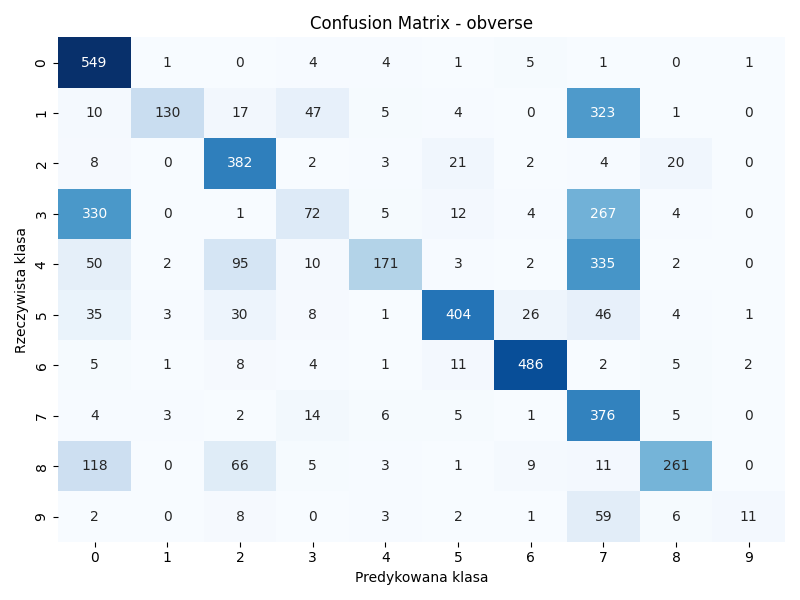 Confusion Matrix - obverse
Rzeczywista klasa
0 549 1 0 4 4 1 5 1 0 1
1 10 130 17 47 5 4 0 323 1 0
2 8 0 382 2 3 21 2 4 20 0
3 330 0 1 72 5 12 4 267 4 0
4 50 2 95 10 171 3 2 335 2 0
5 35 3 30 8 1 404 26 46 4 1
6 5 1 8 4 1 11 486 2 5 2
7 4 3 2 14 6 5 1 376 5 0
8 118 0 66 5 3 1 9 11 261 0
9 2 0 8 0 3 2 1 59 6 11
0 1 2 3 4 5 6 7 8 9
Predykowana klasa